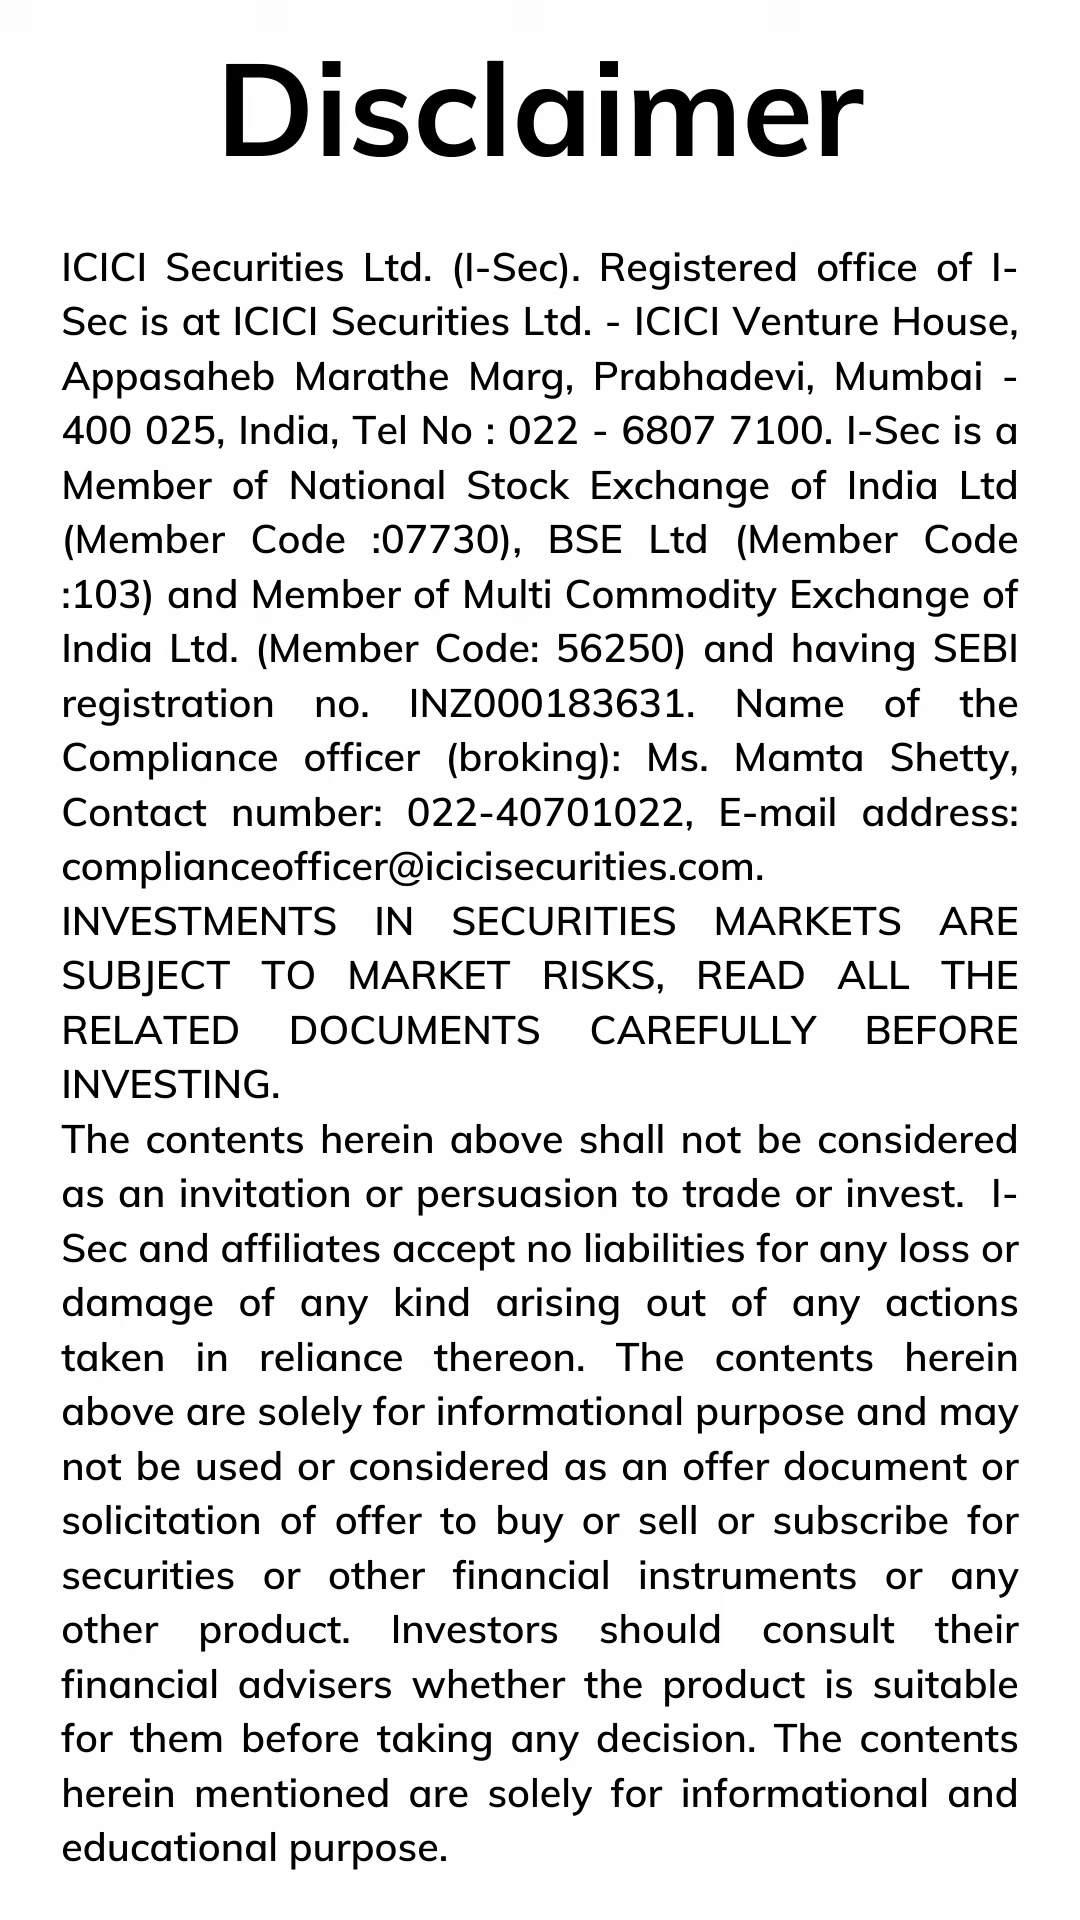 Disclaimer
ICICI Securities Ltd. (I-Sec). Registered office of I-
Sec is at ICICI Securities Ltd. - ICICI Venture House,
Appasaheb Marathe Marg, Prabhadevi, Mumbai -
400 025, India, Tel No : 022 - 6807 7100. I-Sec is a
Member of National Stock Exchange of India Ltd
(Member Code :07730), BSE Ltd (Member Code
:103) and Member of Multi Commodity Exchange of
India Ltd. (Member Code: 56250) and having SEBI
registration no. INZ000183631. Name of the
Compliance officer (broking): Ms. Mamta Shetty,
Contact number: 022-40701022, E-mail address:
complianceofficer@icicisecurities.com.
INVESTMENTS IN SECURITIES MARKETS ARE
SUBJECT TO MARKET RISKS, READ ALL THE
RELATED DOCUMENTS CAREFULLY BEFORE
INVESTING.
The contents herein above shall not be considered
as an invitation or persuasion to trade or invest. I-
Sec and affiliates accept no liabilities for any loss or
damage of any kind arising out of any actions
taken in reliance thereon. The contents herein
above are solely for informational purpose and may
not be used or considered as an offer document or
solicitation of offer to buy or sell or subscribe for
securities or other financial instruments or any
other product. Investors should consult their
financial advisers whether the product is suitable
for them before taking any decision. The contents
herein mentioned are solely for informational and
educational purpose.